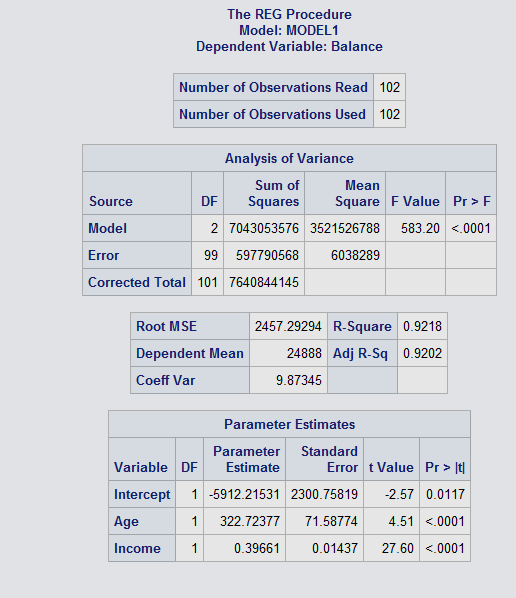 The REG Procedure
Model: MODEL1
Dependent Variable: Balance
Number of Observations Read 102
Number of Observations Used 102
Analysis of Variance
Source DF Sum of Squares Mean Square F Value Pr > F
Model 2 7043053576 3521526788 583.20 <.0001
Error 99 597790568 6038289
Corrected Total 101 7640844145
Root MSE 2457.29294 R-Square 0.9218
Dependent Mean 24888 Adj R-Sq 0.9202
Coeff Var 9.87345
Parameter Estimates
Variable DF Parameter Estimate Standard Error t Value Pr > |t|
Intercept 1 -5912.21531 2300.75819 -2.57 0.0117
Age 1 322.72377 71.58774 4.51 <.0001
Income 1 0.39661 0.01437 27.60 <.0001